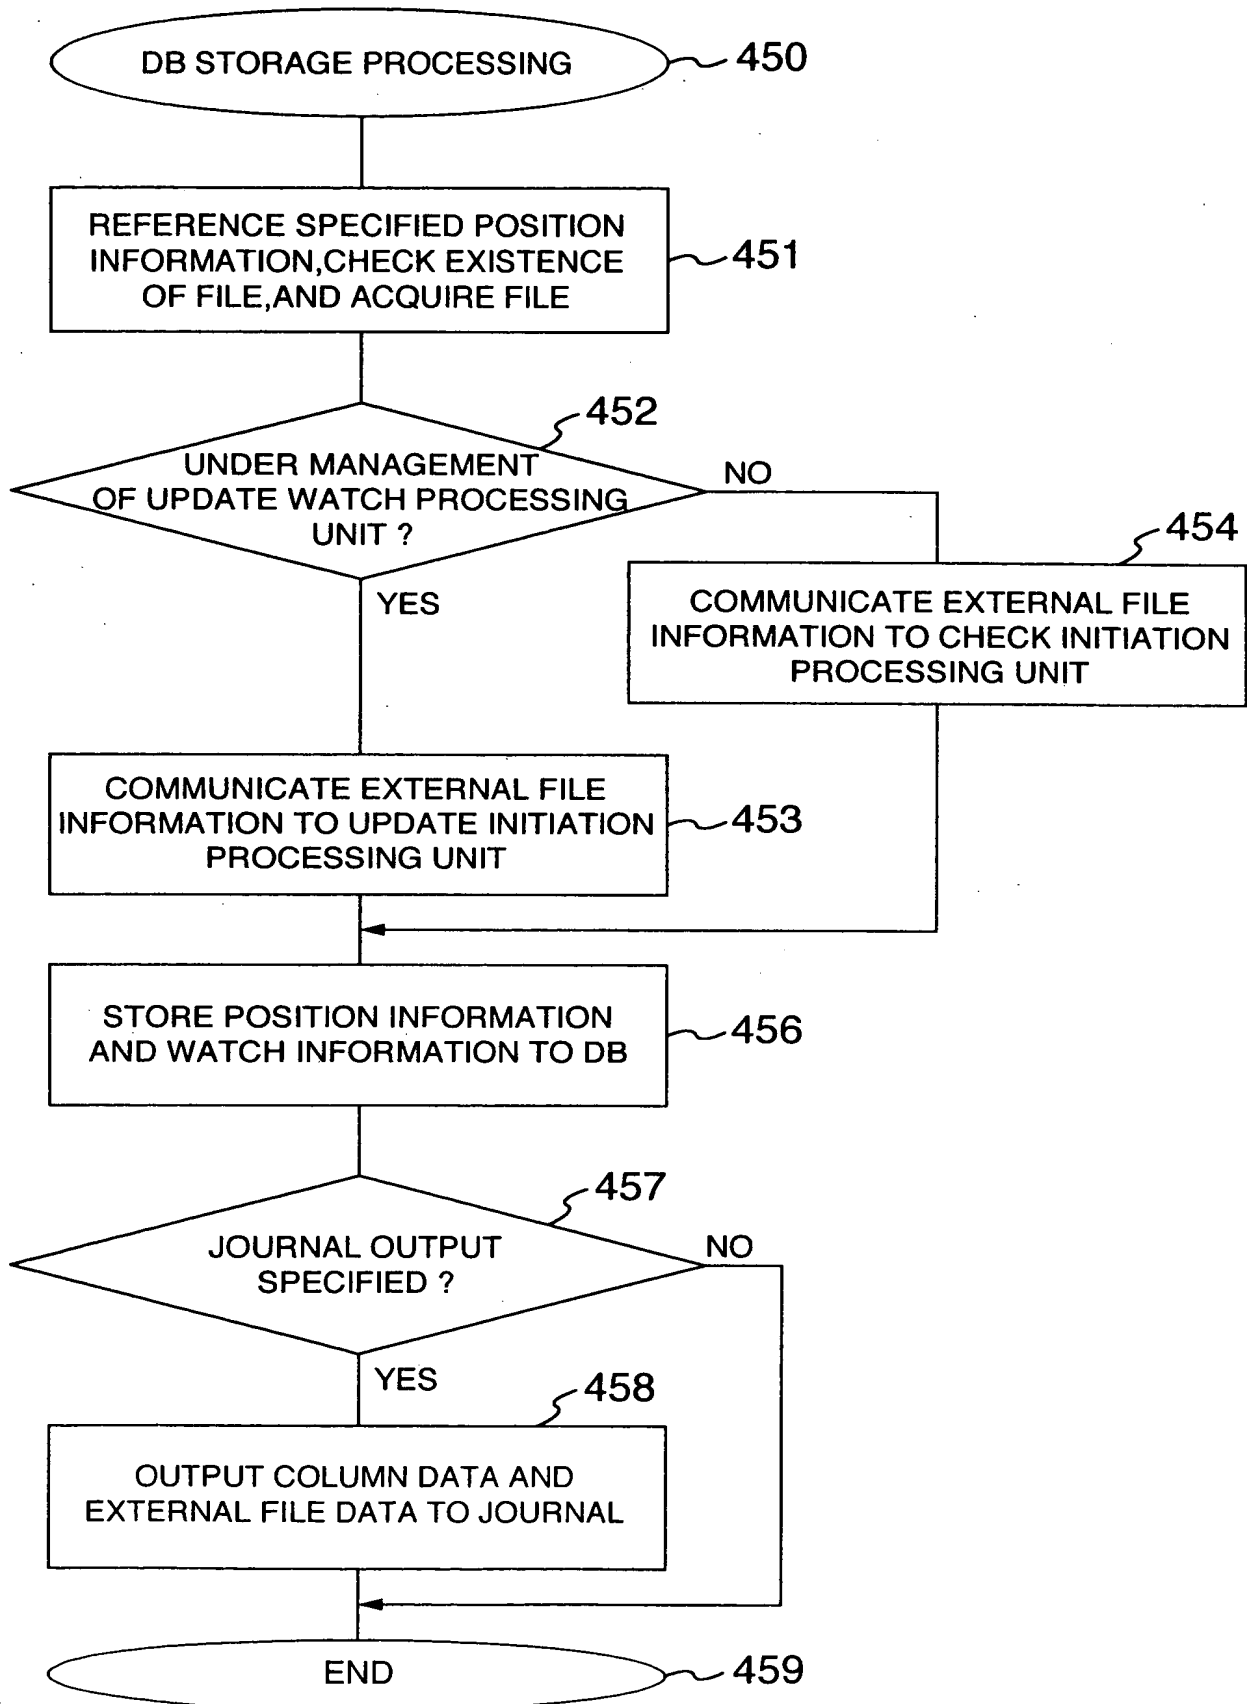 DB STORAGE PROCESSING
450
REFERENCE SPECIFIED POSITION
INFORMATION,CHECK EXISTENCE
OF FILE,AND ACQUIRE FILE
451
452
UNDER MANAGEMENT
OF UPDATE WATCH PROCESSING
UNIT ?
NO
YES
454
COMMUNICATE EXTERNAL FILE
INFORMATION TO CHECK INITIATION
PROCESSING UNIT
COMMUNICATE EXTERNAL FILE
INFORMATION TO UPDATE INITIATION
PROCESSING UNIT
453
STORE POSITION INFORMATION
AND WATCH INFORMATION TO DB
456
457
JOURNAL OUTPUT
SPECIFIED ?
NO
YES
458
OUTPUT COLUMN DATA AND
EXTERNAL FILE DATA TO JOURNAL
END
459